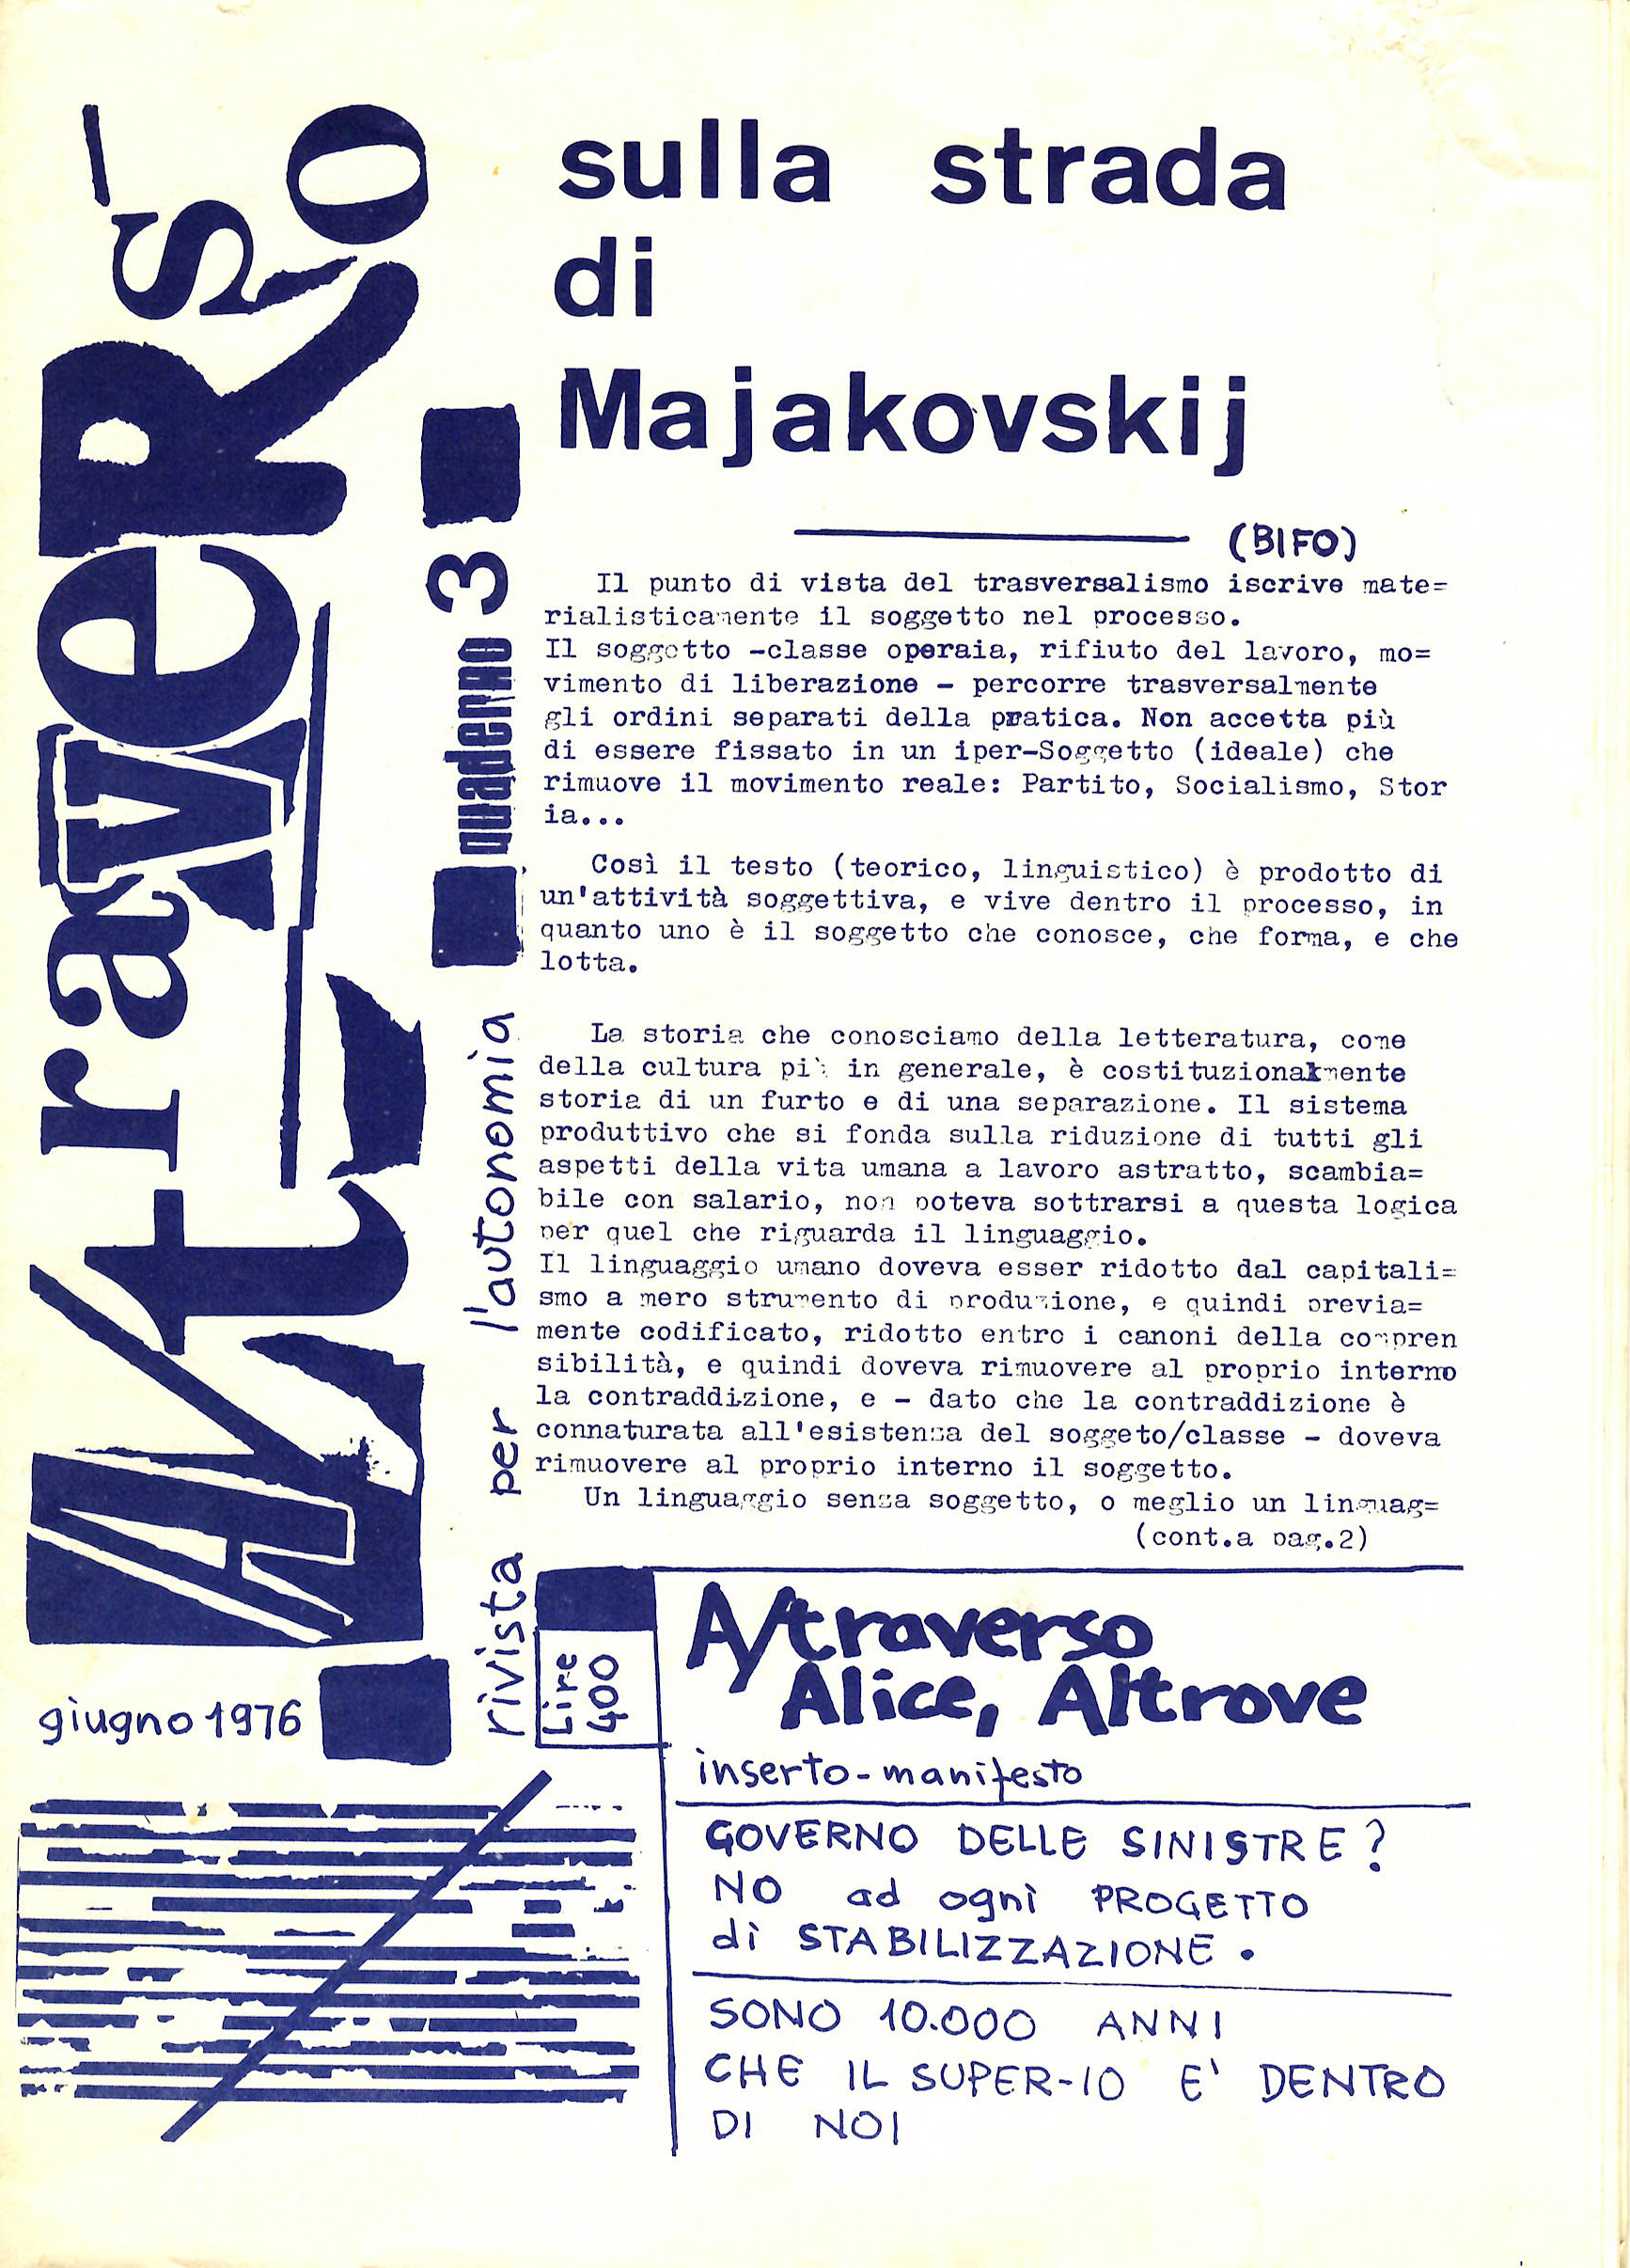 A/traveRso
quaderno 3
rivista per l'autonomia
giugno 1976
Lire
400
sulla strada
di
Majakovskij
(BIFO)
Il punto di vista del trasversalismo iscrive mate=
rialisticamente il soggetto nel processo.
Il soggetto -classe operaia, rifiuto del lavoro, mo=
vimento di liberazione - percorre trasversalmente
gli ordini separati della pratica. Non accetta più
di essere fissato in un iper-Soggetto (ideale) che
rimuove il movimento reale: Partito, Socialismo, Stor
ia...
Così il testo (teorico, linguistico) è prodotto di
un'attività soggettiva, e vive dentro il processo, in
quanto uno è il soggetto che conosce, che forma, e che
lotta.
La storia che conosciamo della letteratura, come
della cultura più in generale, è costituzionalmente
storia di un furto e di una separazione. Il sistema
produttivo che si fonda sulla riduzione di tutti gli
aspetti della vita umana a lavoro astratto, scambia=
bile con salario, non poteva sottrarsi a questa logica
per quel che riguarda il linguaggio.
Il linguaggio umano doveva esser ridotto dal capitali=
smo a mero strumento di produzione, e quindi previa=
mente codificato, ridotto entro i canoni della compren
sibilità, e quindi doveva rimuovere al proprio interno
la contraddizione, e - dato che la contraddizione è
connaturata all'esistenza del soggeto/classe - doveva
rimuovere al proprio interno il soggetto.
Un linguaggio senza soggetto, o meglio un linguag=
(cont.a pag.2)
A/traverso
Alice, Altrove
inserto-manifesto
GOVERNO DELLE SINISTRE?
NO ad ogni PROGETTO
di STABILIZZAZIONE.
SONO 10.000 ANNI
CHE IL SUPER-IO E' DENTRO
DI NOI